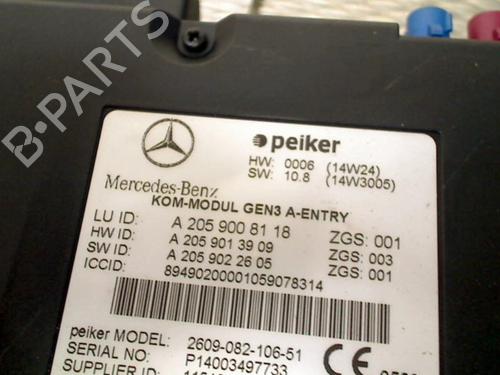 B-PARTS
peiker
HW: 0006 (14W24)
SW: 10.8 (14W3005)
Mercedes-Benz
KOM-MODUL GEN3 A-ENTRY
LU ID: A 205 900 81 18 ZGS: 001
HW ID: A 205 901 39 09 ZGS: 003
SW ID: A 205 902 26 05 ZGS: 001
ICCID: 89490200001059078314
peiker MODEL: 2609-082-106-51
SERIAL NO: P14003497733
CE